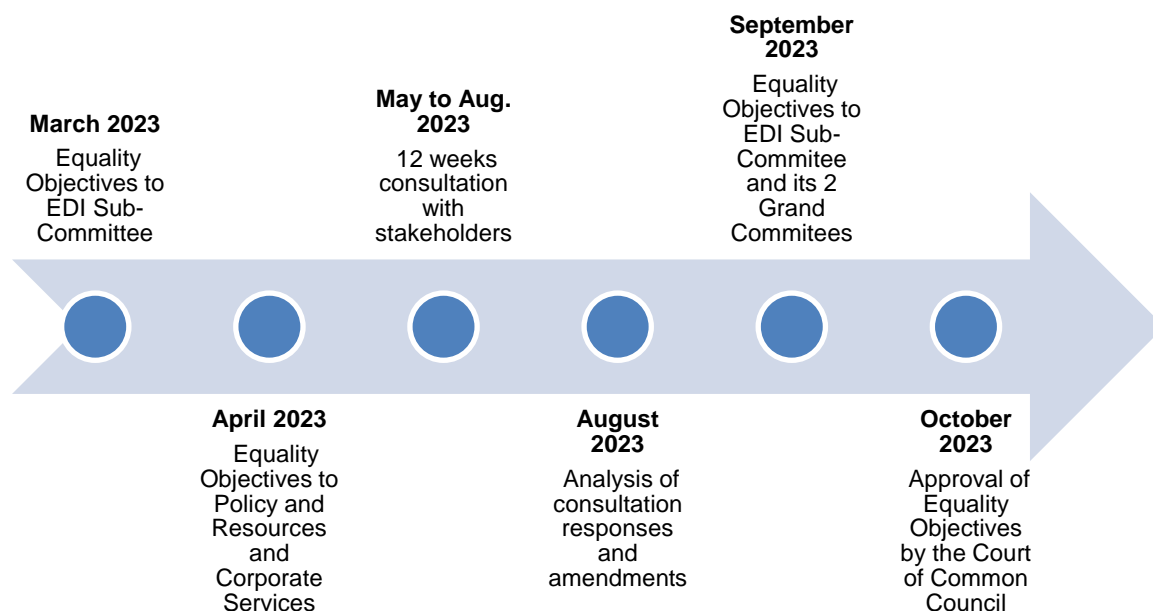 March 2023
Equality
Objectives to
EDI Sub-
Committee
April 2023
Equality
Objectives to
Policy and
Resources
and
Corporate
Services
May to Aug.
2023
12 weeks
consultation
with
stakeholders
August
2023
Analysis of
consultation
responses
and
amendments
September
2023
Equality
Objectives to
EDI Sub-
Commitee
and its 2
Grand
Commitees
October
2023
Approval of
Equality
Objectives
by the Court
of Common
Council